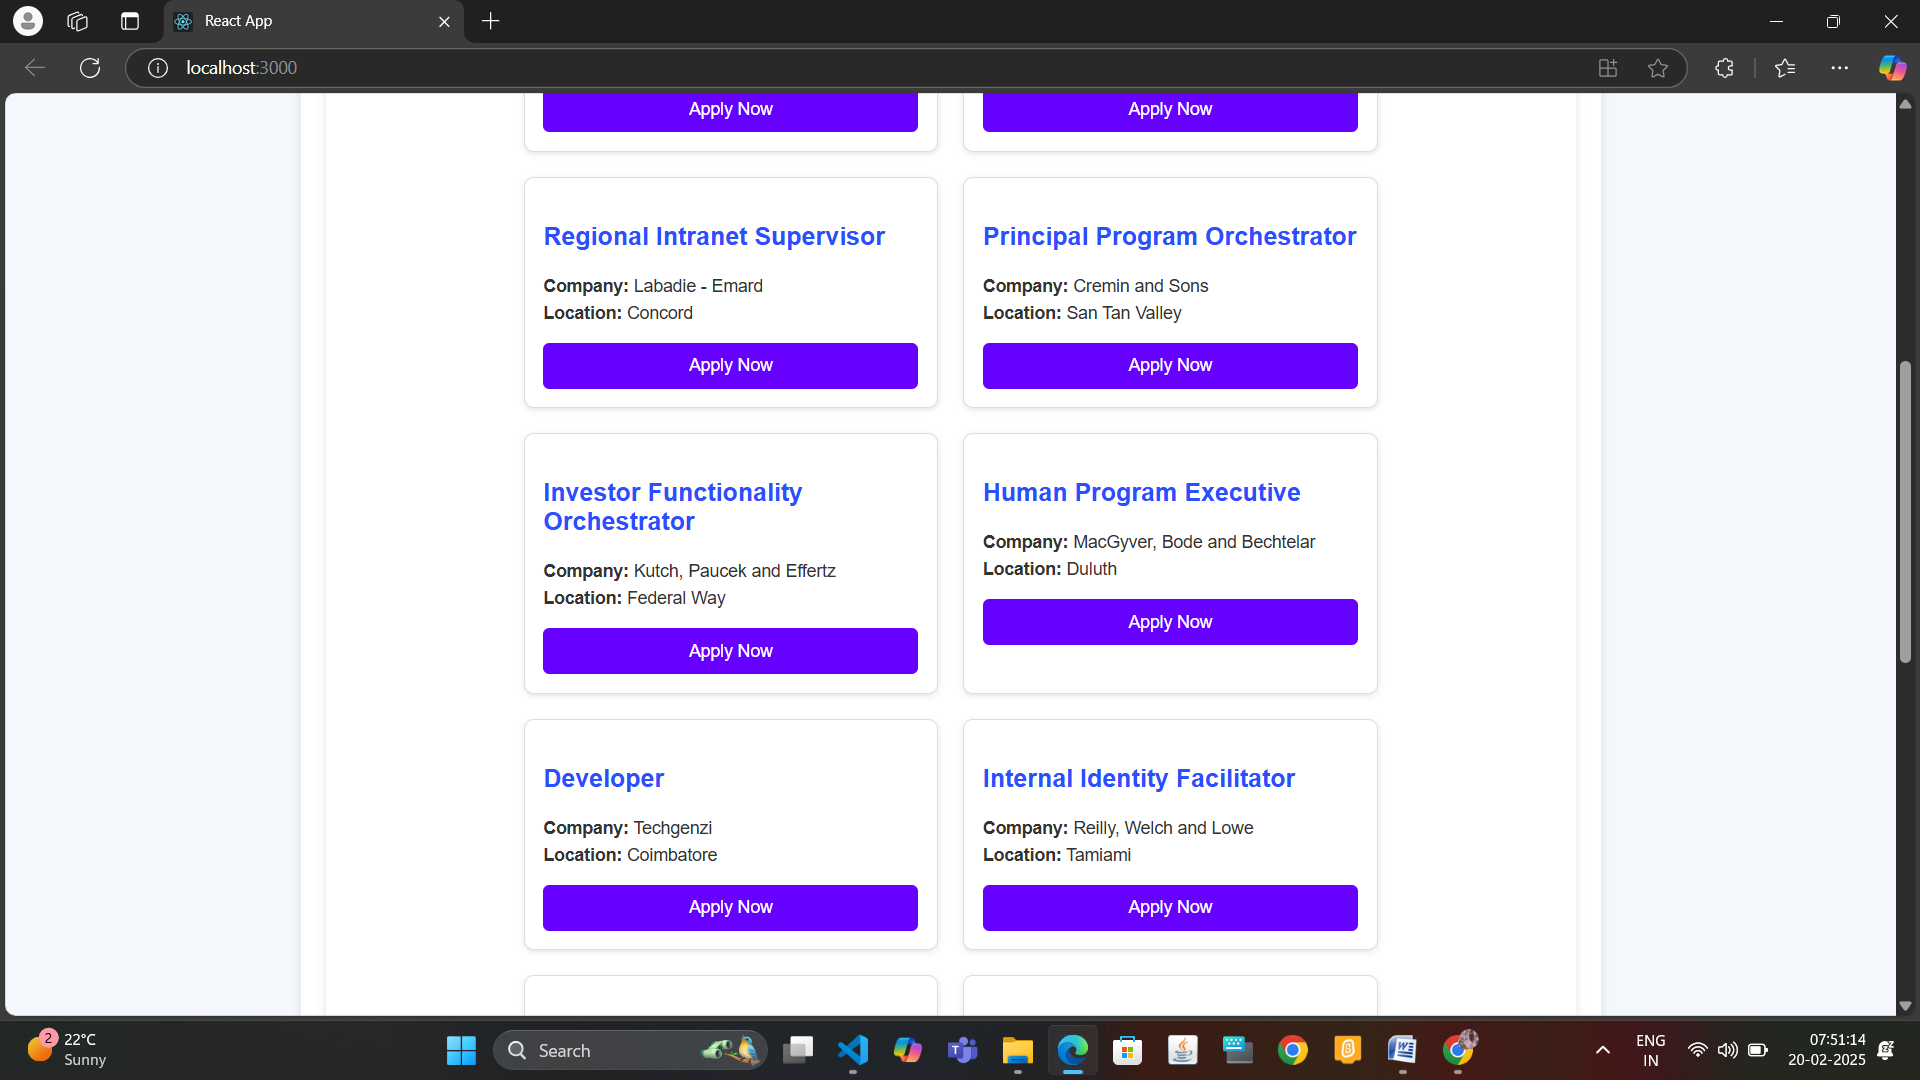 React App
localhost:3000
Apply Now
Apply Now
Regional Intranet Supervisor
Company: Labadie - Emard
Location: Concord
Apply Now
Principal Program Orchestrator
Company: Cremin and Sons
Location: San Tan Valley
Apply Now
Investor Functionality
Orchestrator
Company: Kutch, Paucek and Effertz
Location: Federal Way
Apply Now
Human Program Executive
Company: MacGyver, Bode and Bechtelar
Location: Duluth
Apply Now
Developer
Company: Techgenzi
Location: Coimbatore
Apply Now
Internal Identity Facilitator
Company: Reilly, Welch and Lowe
Location: Tamiami
Apply Now
2
22°C
Sunny
Search
ENG
IN
07:51:14
20-02-2025